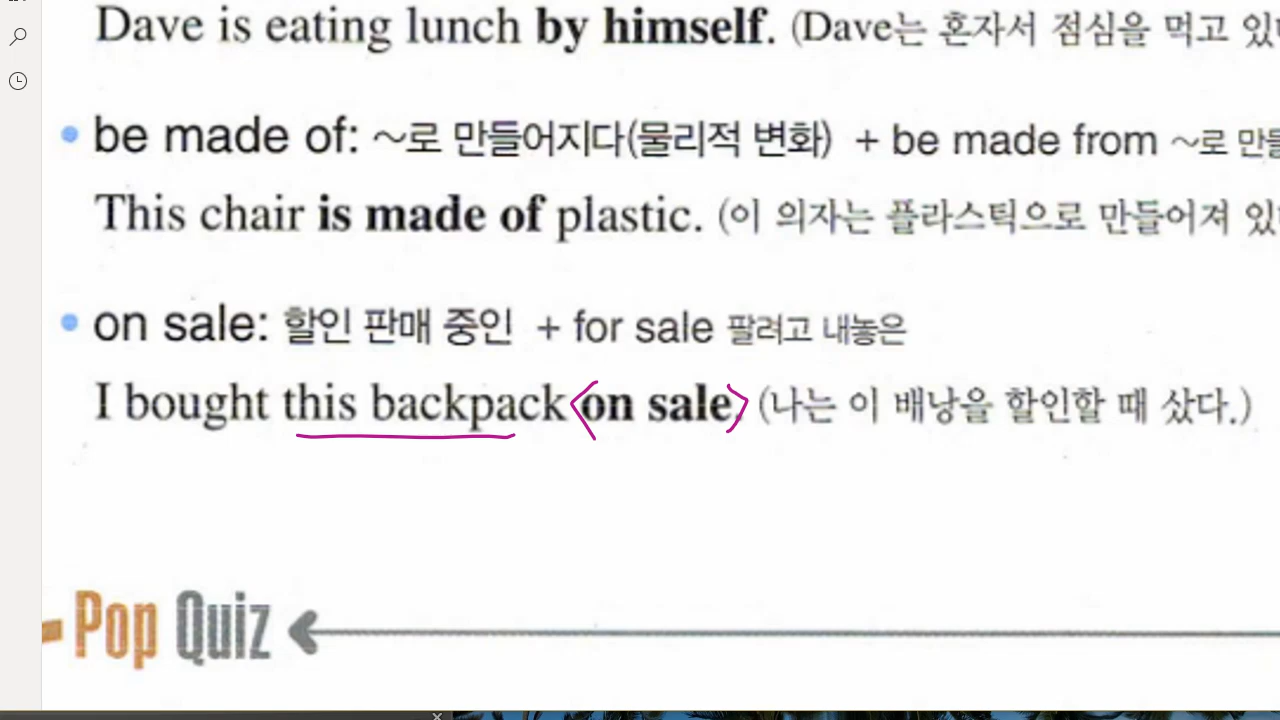 Dave is eating lunch by himself. (Dave는 혼자서 점심을 먹고
be made of: ~로 만들어지다(물리적 변화) + be made from ~로
This chair is made of plastic. (이 의자는 플라스틱으로 만들어져
on sale: 할인 판매 중인 + for sale 팔려고 내놓은
I bought this backpack on sale. (나는 이 배낭을 할인할 때 샀다.)
Pop Quiz